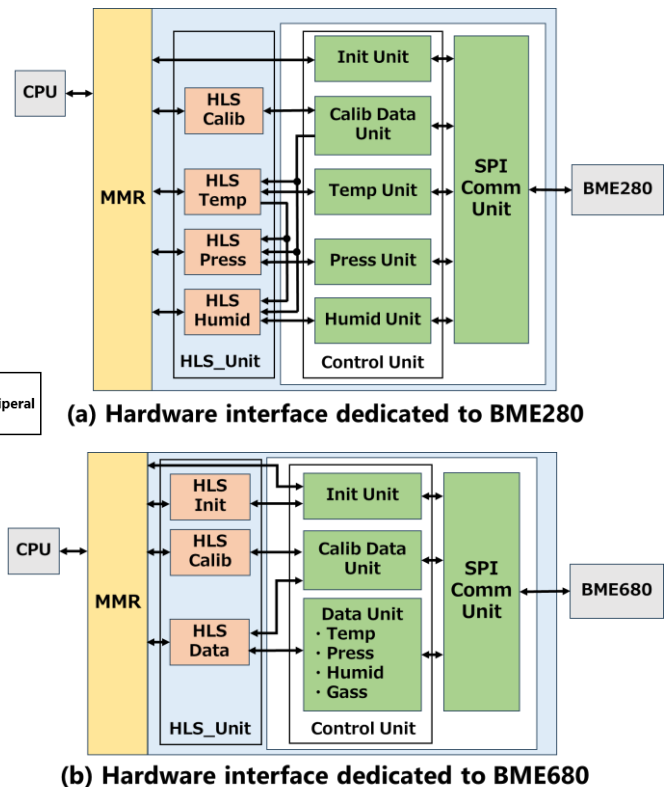 CPU
MMR
HLS
Calib
HLS
Temp
HLS
Press
HLS
Humid
HLS_Unit
Init Unit
Calib Data
Unit
Temp Unit
Press Unit
Humid Unit
Control Unit
SPI
Comm
Unit
BME280
iperal
(a) Hardware interface dedicated to BME280
CPU
MMR
HLS
Init
HLS
Calib
HLS
Data
HLS_Unit
Init Unit
Calib Data
Unit
Data Unit
・Temp
・Press
・Humid
・Gass
Control Unit
SPI
Comm
Unit
BME680
(b) Hardware interface dedicated to BME680